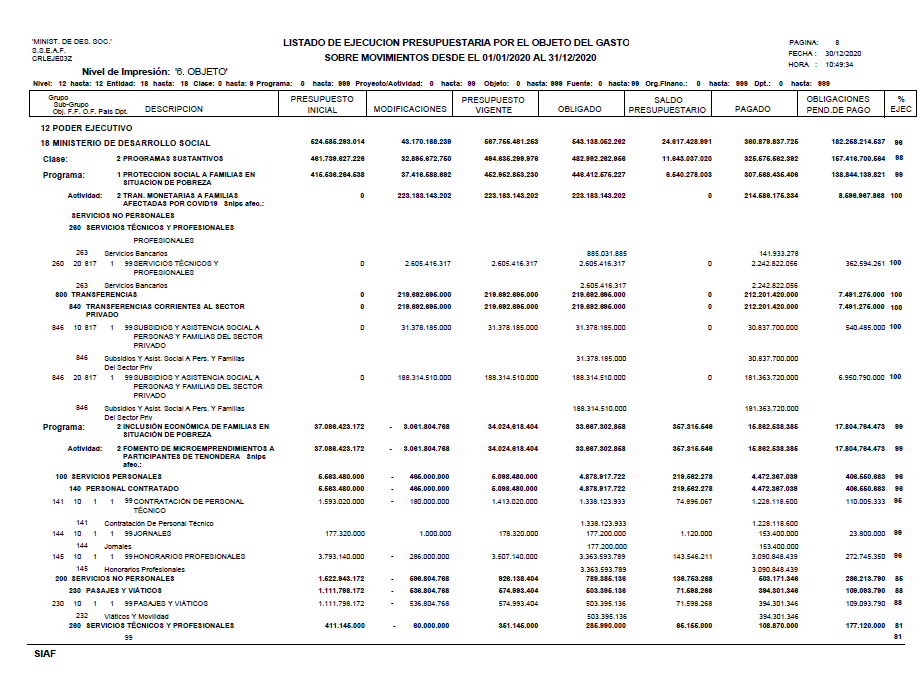 'MINIST. DE DES. SOC.'
S.S.E.A.F.
CRLEJE03Z
LISTADO DE EJECUCION PRESUPUESTARIA POR EL OBJETO DEL GASTO
SOBRE MOVIMIENTOS DESDE EL 01/01/2020 AL 31/12/2020
PAGINA: 8
FECHA : 30/12/2020
HORA : 10:49:34
Nivel de Impresión: '6. OBJETO'
Nivel: 12 hasta: 12 Entidad: 18 hasta: 18 Clase: 0 hasta: 9 Programa: 0 hasta: 999 Proyecto/Actividad: 0 hasta: 99 Objeto: 0 hasta: 999 Fuente: 0 hasta: 99 Org.Financ.: 0 hasta: 999 Dpt.: 0 hasta: 999
Grupo
Sub-Grupo
Obj. F.F. O.F. Pais Dpt. DESCRIPCION PRESUPUESTO INICIAL MODIFICACIONES PRESUPUESTO VIGENTE OBLIGADO SALDO PRESUPUESTARIO PAGADO OBLIGACIONES PEND.DE PAGO % EJEC
12 PODER EJECUTIVO
18 MINISTERIO DE DESARROLLO SOCIAL 524.585.293.014 43.170.188.239 567.755.481.253 543.138.052.262 24.617.428.991 360.879.837.725 182.258.214.537 96
Clase: 2 PROGRAMAS SUSTANTIVOS 461.739.627.226 32.895.672.750 494.635.299.976 482.992.262.956 11.643.037.020 325.575.562.392 157.416.700.564 98
Programa: 1 PROTECCION SOCIAL A FAMILIAS EN SITUACION DE POBREZA 415.536.264.538 37.416.588.692 452.952.853.230 446.412.575.227 6.540.278.003 307.568.435.406 138.844.139.821 99
Actividad: 2 TRAN. MONETARIAS A FAMILIAS AFECTADAS POR COVID19 Snips afec.: 0 223.183.143.202 223.183.143.202 223.183.143.202 0 214.586.175.334 8.596.967.868 100
SERVICIOS NO PERSONALES
260 SERVICIOS TÉCNICOS Y PROFESIONALES
PROFESIONALES
263 Servicios Bancarios 885.031.885 141.933.278
260 20 817 1 99 SERVICIOS TÉCNICOS Y PROFESIONALES 0 2.605.416.317 2.605.416.317 2.605.416.317 0 2.242.822.056 362.594.261 100
263 Servicios Bancarios 2.605.416.317 2.242.822.056
800 TRANSFERENCIAS 0 219.692.695.000 219.692.695.000 219.692.695.000 0 212.201.420.000 7.491.275.000 100
840 TRANSFERENCIAS CORRIENTES AL SECTOR PRIVADO 0 219.692.695.000 219.692.695.000 219.692.695.000 0 212.201.420.000 7.491.275.000 100
846 10 817 1 99 SUBSIDIOS Y ASISTENCIA SOCIAL A PERSONAS Y FAMILIAS DEL SECTOR PRIVADO 0 31.378.185.000 31.378.185.000 31.378.185.000 0 30.837.700.000 540.485.000 100
846 Subsidios Y Asist. Social A Pers. Y Familias Del Sector Priv 31.378.185.000 30.837.700.000
846 20 817 1 99 SUBSIDIOS Y ASISTENCIA SOCIAL A PERSONAS Y FAMILIAS DEL SECTOR PRIVADO 0 188.314.510.000 188.314.510.000 188.314.510.000 0 181.363.720.000 6.950.790.000 100
846 Subsidios Y Asist. Social A Pers. Y Familias Del Sector Priv 188.314.510.000 181.363.720.000
Programa: 2 INCLUSIÓN ECONÓMICA DE FAMILIAS EN SITUACIÓN DE POBREZA 37.086.423.172 - 3.061.804.768 34.024.618.404 33.667.302.858 357.315.546 15.862.538.385 17.804.764.473 99
Actividad: 2 FOMENTO DE MICROEMPRENDIMIENTOS A PARTICIPANTES DE TENONDERA Snips afec.: 37.086.423.172 - 3.061.804.768 34.024.618.404 33.667.302.858 357.315.546 15.862.538.385 17.804.764.473 99
100 SERVICIOS PERSONALES 5.563.480.000 - 465.000.000 5.098.480.000 4.878.917.722 219.562.278 4.472.367.039 406.550.683 96
140 PERSONAL CONTRATADO 5.563.480.000 - 465.000.000 5.098.480.000 4.878.917.722 219.562.278 4.472.367.039 406.550.683 96
141 10 1 1 99 CONTRATACIÓN DE PERSONAL TÉCNICO 1.593.020.000 - 180.000.000 1.413.020.000 1.338.123.933 74.896.067 1.228.118.600 110.005.333 95
141 Contratación De Personal Técnico 1.338.123.933 1.228.118.600
144 10 1 1 99 JORNALES 177.320.000 1.000.000 178.320.000 177.200.000 1.120.000 153.400.000 23.800.000 99
144 Jornales 177.200.000 153.400.000
145 10 1 1 99 HONORARIOS PROFESIONALES 3.793.140.000 - 286.000.000 3.507.140.000 3.363.593.789 143.546.211 3.090.848.439 272.745.350 96
145 Honorarios Profesionales 3.363.593.789 3.090.848.439
200 SERVICIOS NO PERSONALES 1.522.943.172 - 596.804.768 926.138.404 789.385.136 136.753.268 503.171.346 286.213.790 85
230 PASAJES Y VIÁTICOS 1.111.798.172 - 536.804.768 574.993.404 503.395.136 71.598.268 394.301.346 109.093.790 88
230 10 1 1 99 PASAJES Y VIÁTICOS 1.111.798.172 - 536.804.768 574.993.404 503.395.136 71.598.268 394.301.346 109.093.790 88
232 Viáticos Y Movilidad 503.395.136 394.301.346
260 SERVICIOS TÉCNICOS Y PROFESIONALES 411.145.000 - 60.000.000 351.145.000 285.990.000 65.155.000 108.870.000 177.120.000 81
99 81
SIAF